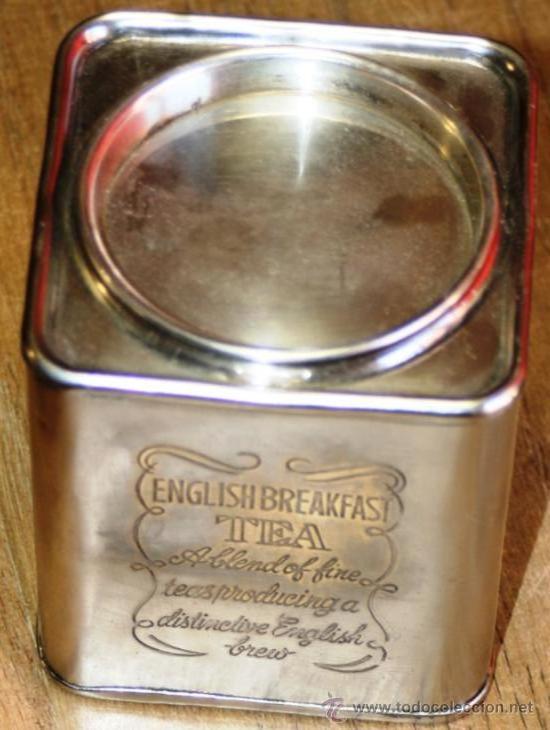 ENGLISH BREAKFAST
TEA
A blend of fine
teas producing a
distinctive English
brew
www.todocoleccion.net